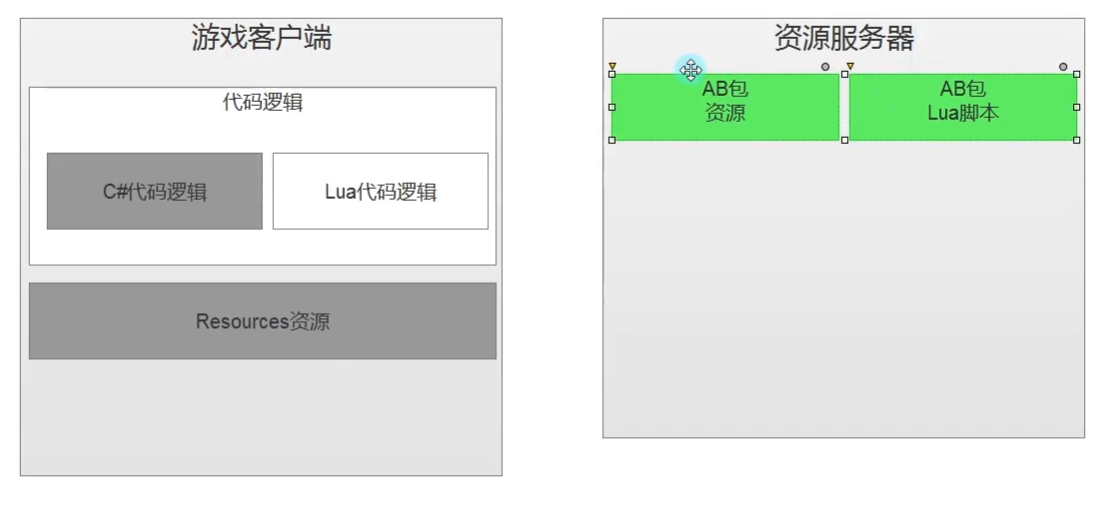 游戏客户端
代码逻辑
C#代码逻辑
Lua代码逻辑
Resources资源
资源服务器
AB包
资源
AB包
Lua脚本